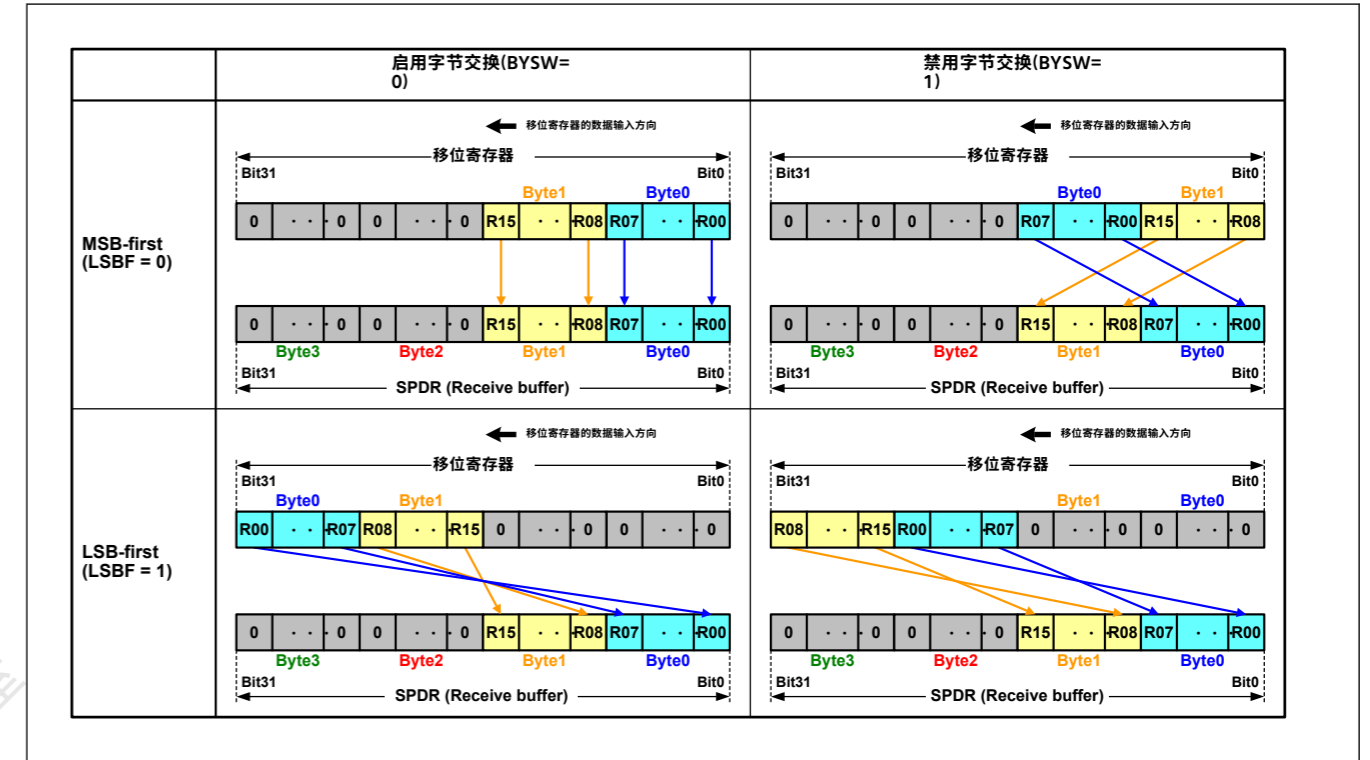 启用字节交换(BYSW=
0)
禁用字节交换(BYSW=
1)
MSB-first
(LSBF = 0)
移位寄存器的数据输入方向
移位寄存器
Bit31 Bit0
Byte1 Byte0
0 · · · 0 0 · · · 0 R15 · · · R08 R07 · · · R00
0 · · · 0 0 · · · 0 R15 · · · R08 R07 · · · R00
Byte3 Byte2 Byte1 Byte0
Bit31 Bit0
SPDR (Receive buffer)
移位寄存器的数据输入方向
移位寄存器
Bit31 Bit0
Byte0 Byte1
0 · · · 0 0 · · · 0 R07 · · · R00 R15 · · · R08
0 · · · 0 0 · · · 0 R15 · · · R08 R07 · · · R00
Byte3 Byte2 Byte1 Byte0
Bit31 Bit0
SPDR (Receive buffer)
LSB-first
(LSBF = 1)
移位寄存器的数据输入方向
移位寄存器
Bit31 Bit0
Byte0 Byte1
R00 · · · R07 R08 · · · R15 0 · · · 0 0 · · · 0
0 · · · 0 0 · · · 0 R15 · · · R08 R07 · · · R00
Byte3 Byte2 Byte1 Byte0
Bit31 Bit0
SPDR (Receive buffer)
移位寄存器的数据输入方向
移位寄存器
Bit31 Bit0
Byte1 Byte0
R08 · · · R15 R00 · · · R07 0 · · · 0 0 · · · 0
0 · · · 0 0 · · · 0 R15 · · · R08 R07 · · · R00
Byte3 Byte2 Byte1 Byte0
Bit31 Bit0
SPDR (Receive buffer)